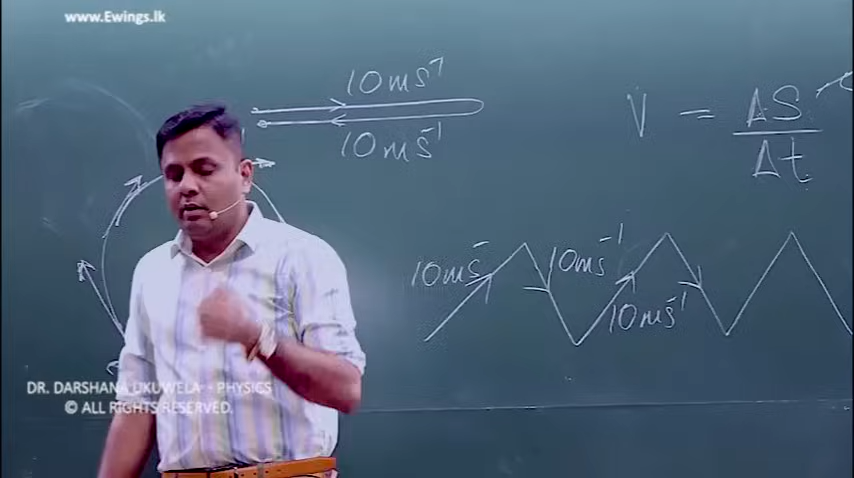 www.Ewings.lk
10ms⁻¹
10ms⁻¹
V = ΔS
Δt
10ms⁻
10ms⁻¹
10ms⁻¹
DR. DARSHANA UKUWELA - PHYSICS
© ALL RIGHTS RESERVED.